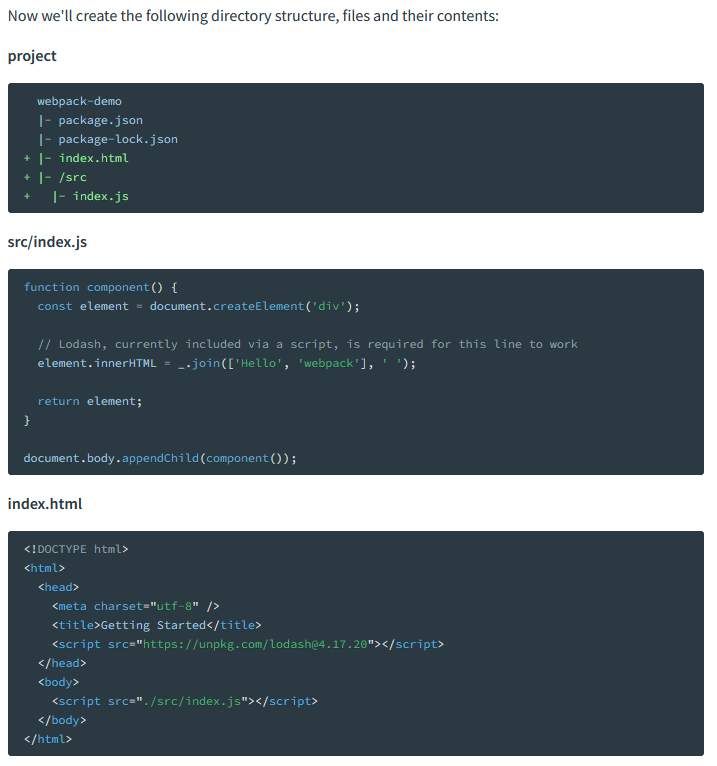 Now we'll create the following directory structure, files and their contents:
project
webpack-demo
|- package.json
|- package-lock.json
+ |- index.html
+ |- /src
+   |- index.js
src/index.js
function component() {
  const element = document.createElement('div');
  // Lodash, currently included via a script, is required for this line to work
  element.innerHTML = _.join(['Hello', 'webpack'], ' ');
  return element;
}
document.body.appendChild(component());
index.html
<!DOCTYPE html>
<html>
  <head>
    <meta charset="utf-8" />
    <title>Getting Started</title>
    <script src="https://unpkg.com/lodash@4.17.20"></script>
  </head>
  <body>
    <script src="./src/index.js"></script>
  </body>
</html>